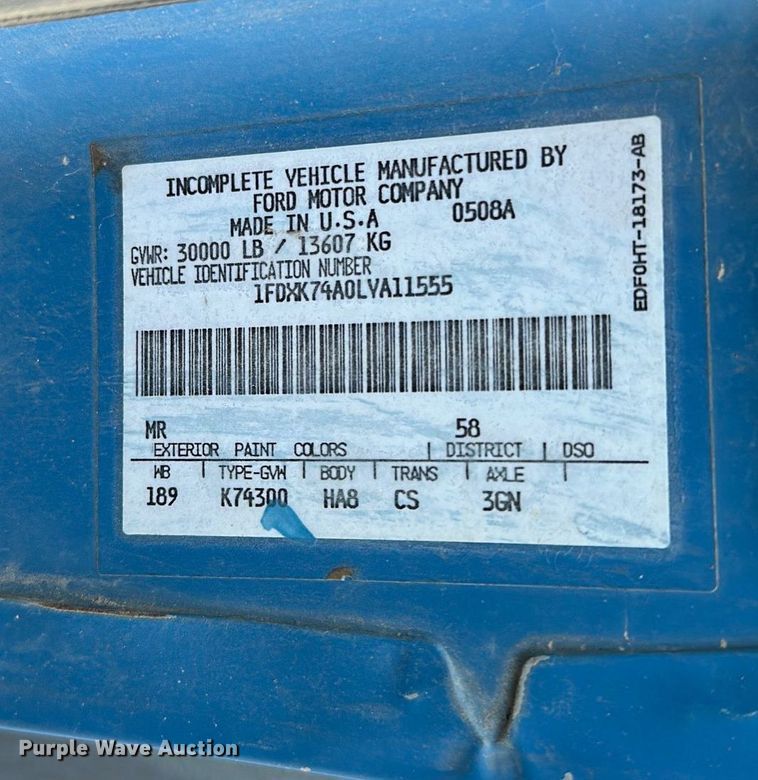 INCOMPLETE VEHICLE MANUFACTURED BY
FORD MOTOR COMPANY
MADE IN U.S.A 0508A
GVWR: 30000 LB / 13607 KG
VEHICLE IDENTIFICATION NUMBER
1FDXK74A0LVA11555
MR 58
EXTERIOR PAINT COLORS | DISTRICT | DSO
WB | TYPE-GVW | BODY | TRANS | AXLE |
189 K74300 HA8 CS 3GN
EDF0HT-18173-AB
Purple Wave Auction